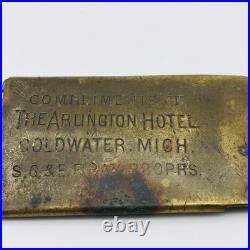 COMPLIMENTS OF
THE ARLINGTON HOTEL
COLDWATER, MICH.
S.C. & E.R. PROPRS.